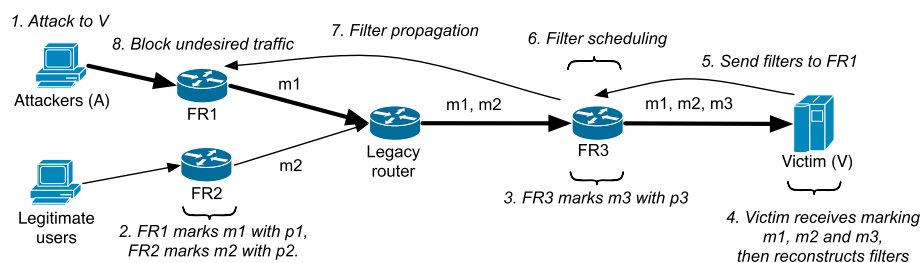 1. Attack to V
8. Block undesired traffic
7. Filter propagation
6. Filter scheduling
5. Send filters to FR1
Attackers (A)
FR1
m1
m1, m2
m1, m2, m3
Legacy
router
FR3
Victim (V)
m2
FR2
Legitimate
users
2. FR1 marks m1 with p1,
FR2 marks m2 with p2.
3. FR3 marks m3 with p3
4. Victim receives marking
m1, m2 and m3,
then reconstructs filters